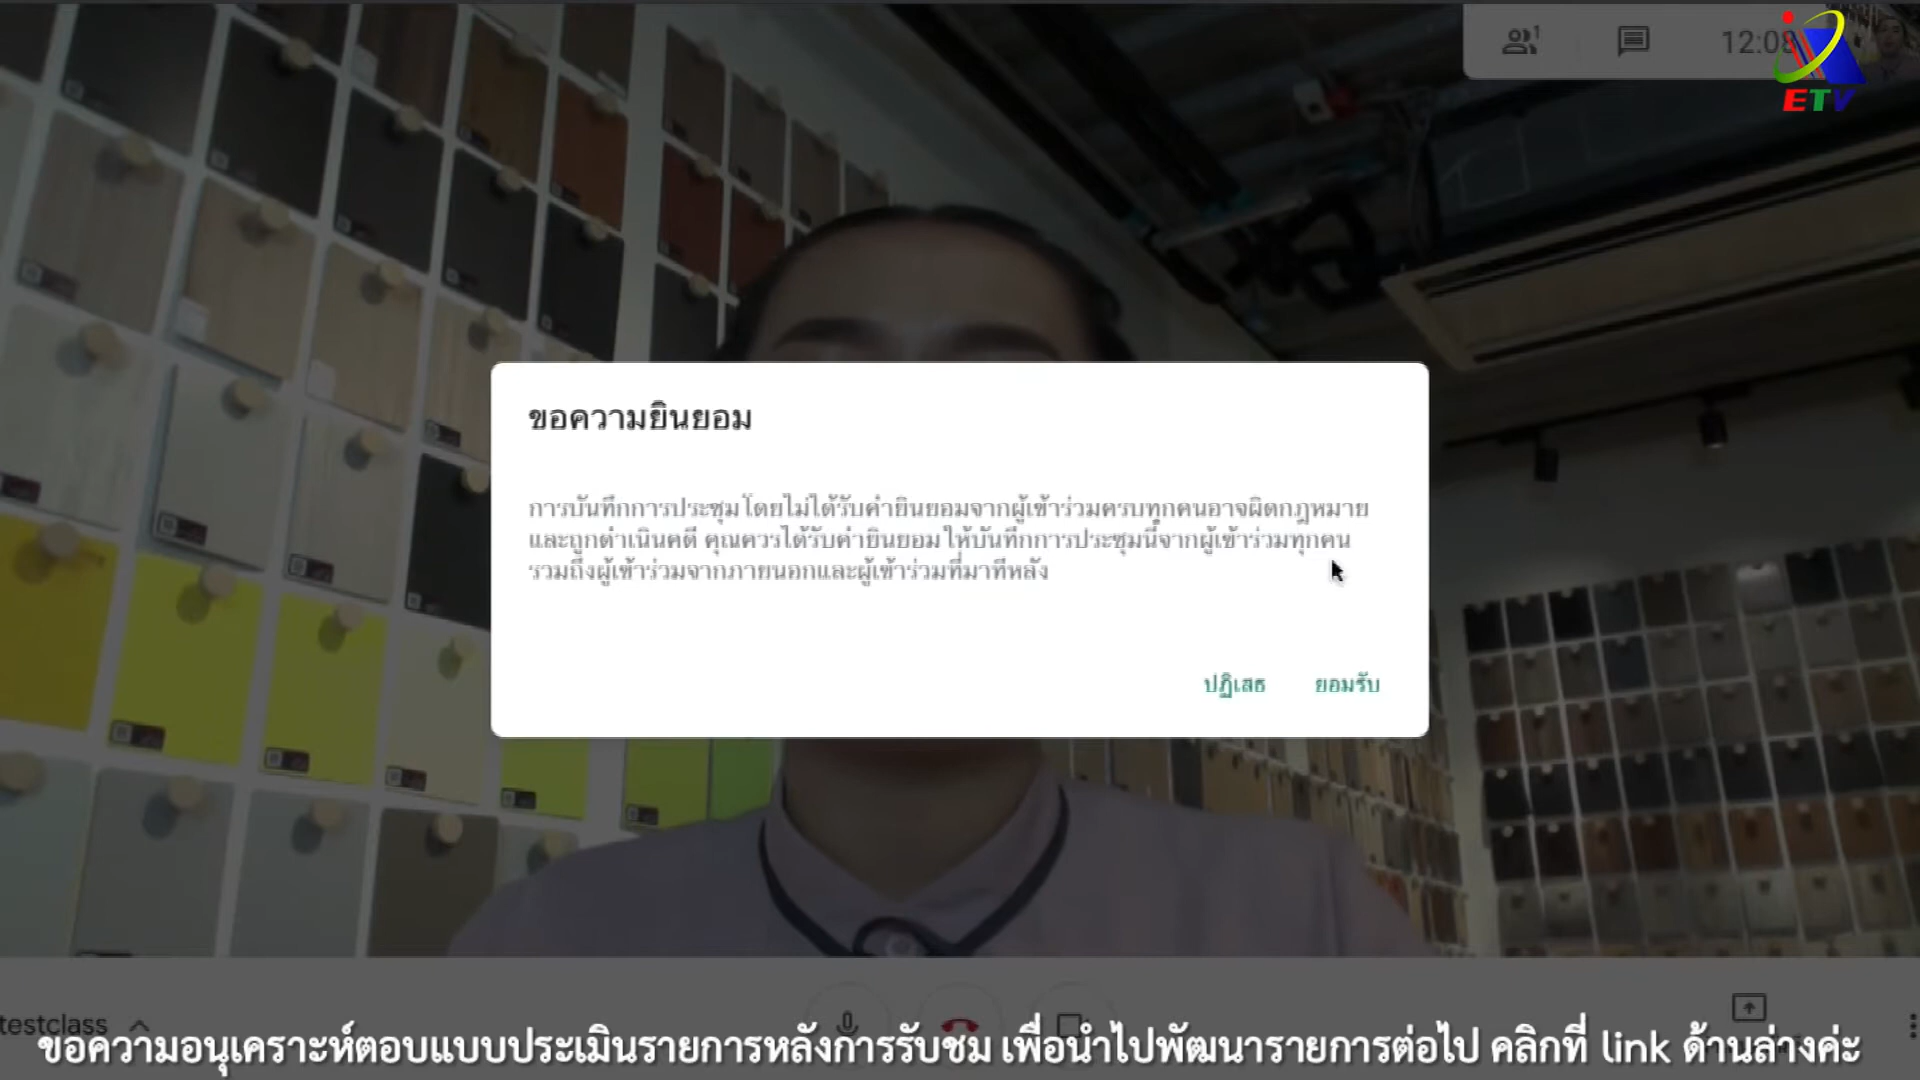 1
12:08
ETV
ขอความยินยอม
การบันทึกการประชุมโดยไม่ได้รับคำยินยอมจากผู้เข้าร่วมครบทุกคนอาจผิดกฎหมาย
และถูกดำเนินคดี คุณควรได้รับคำยินยอมให้บันทึกการประชุมนี้จากผู้เข้าร่วมทุกคน
รวมถึงผู้เข้าร่วมจากภายนอกและผู้เข้าร่วมที่มาทีหลัง
ปฏิเสธ ยอมรับ
testclass
ขอความอนุเคราะห์ตอบแบบประเมินรายการหลังการรับชม เพื่อนำไปพัฒนารายการต่อไป คลิกที่ link ด้านล่างค่ะ